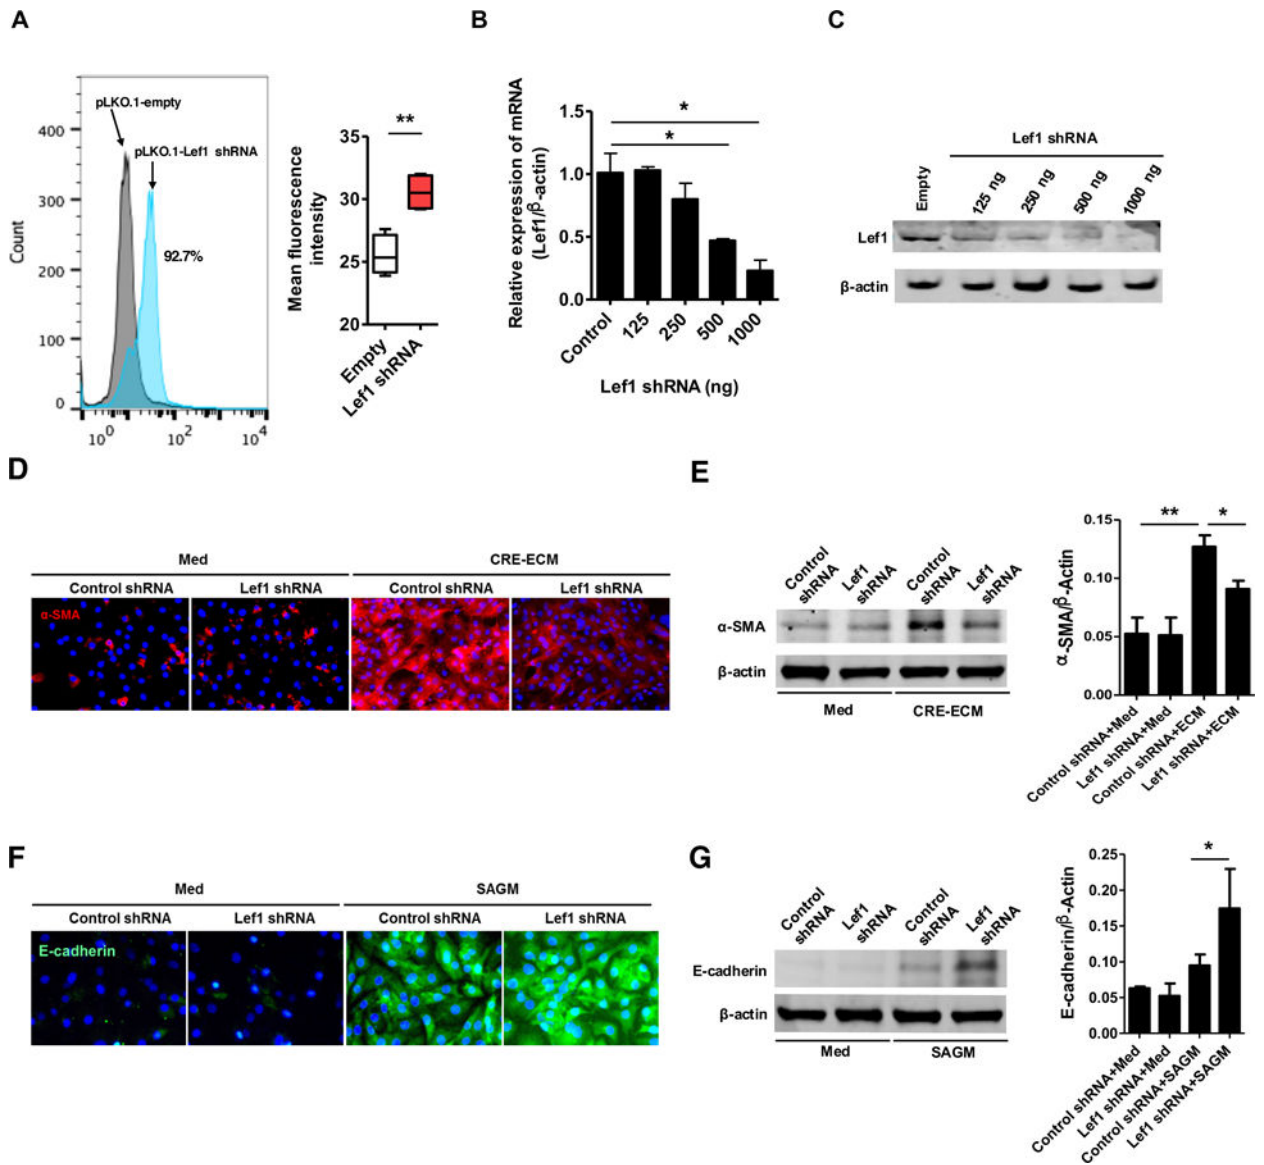 A
B
C
pLKO.1-empty
pLKO.1-Lef1 shRNA
92.7%
Count
400
300
200
100
0
10^0
10^2
10^4
**
Mean fluorescence
intensity
35
30
25
20
Empty
Lef1 shRNA
Relative expression of mRNA
(Lef1/β-actin)
1.5
1.0
0.5
0.0
*
*
Control
125
250
500
1000
Lef1 shRNA (ng)
Lef1 shRNA
Empty
125 ng
250 ng
500 ng
1000 ng
Lef1
β-actin
D
Med
CRE-ECM
Control shRNA
Lef1 shRNA
Control shRNA
Lef1 shRNA
α-SMA
E
Control
shRNA
Lef1
shRNA
Control
shRNA
Lef1
shRNA
α-SMA
β-actin
Med
CRE-ECM
α-SMA/β-Actin
0.15
0.10
0.05
0.00
**
*
Control shRNA+Med
Lef1 shRNA+Med
Control shRNA+ECM
Lef1 shRNA+ECM
F
Med
SAGM
Control shRNA
Lef1 shRNA
Control shRNA
Lef1 shRNA
E-cadherin
G
Control
shRNA
Lef1
shRNA
Control
shRNA
Lef1
shRNA
E-cadherin
β-actin
Med
SAGM
E-cadherin/β-Actin
0.25
0.20
0.15
0.10
0.05
0.00
*
Control shRNA+Med
Lef1 shRNA+Med
Control shRNA+SAGM
Lef1 shRNA+SAGM